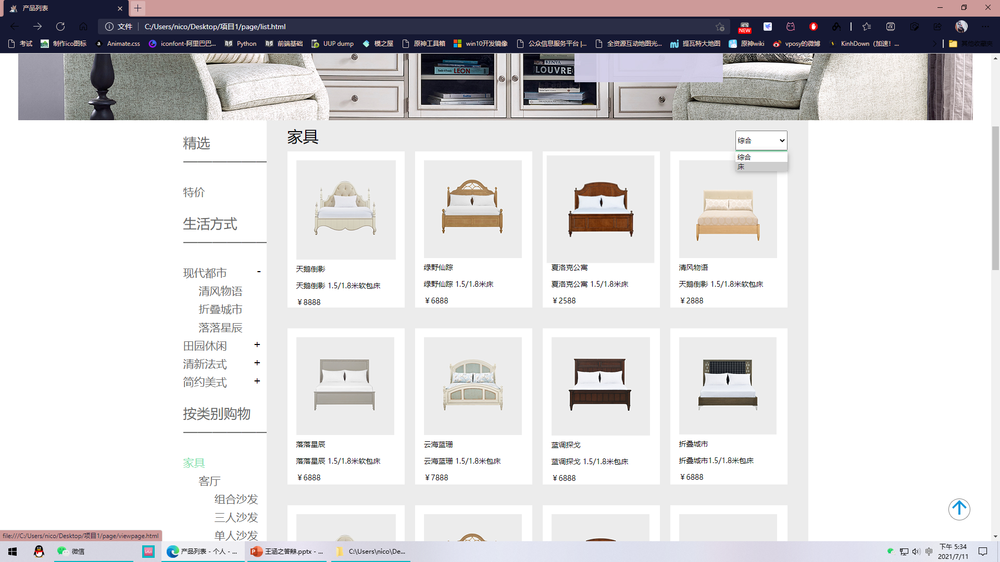 产品列表
文件
C:/Users/nico/Desktop/项目1/page/list.html
NEW
考试
制作ico图标
Animate.css
iconfont-阿里巴巴...
Python
前端基础
UUP dump
模之屋
原神工具箱
win10开发镜像
公众信息服务平台 |...
全资源互动地图光...
提瓦特大地图
原神wiki
vposy的微博
KinhDown（加速！...
其他收藏夹
LEON
KENYA
LOUVRE
Sallie
精选
特价
生活方式
现代都市 -
清风物语
折叠城市
落落星辰
田园休闲 +
清新法式 +
简约美式 +
按类别购物
家具
客厅
组合沙发
三人沙发
单人沙发
家具
综合
综合
床
天鹅倒影
天鹅倒影 1.5/1.8米软包床
￥8888
绿野仙踪
绿野仙踪 1.5/1.8米床
￥6888
夏洛克公寓
夏洛克公寓 1.5/1.8米床
￥2588
清风物语
天鹅倒影 1.5/1.8米软包床
￥2888
落落星辰
落落星辰 1.5/1.8米软包床
￥6888
云海蓝珊
云海蓝珊 1.5/1.8米包床
￥7888
蓝调探戈
蓝调探戈 1.5/1.8米包床
￥6888
折叠城市
折叠城市1.5/1.8米包床
￥6888
file:///C:/Users/nico/Desktop/项目1/page/viewpage.html
微信
产品列表 - 个人 - ...
王涵之答辩.pptx - ...
C:\Users\nico\De...
中
下午 5:34
2021/7/11